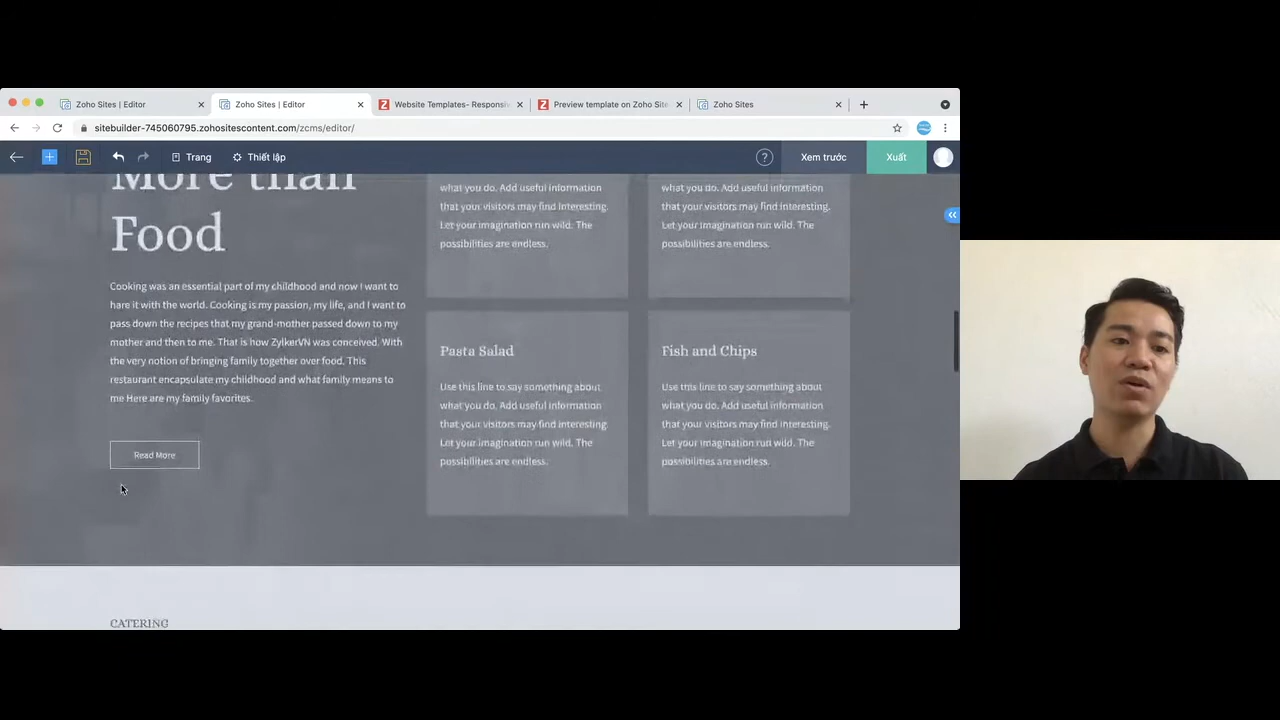 Zoho Sites | Editor
Zoho Sites | Editor
Website Templates- Responsi
Preview template on Zoho Site
Zoho Sites
sitebuilder-745060795.zohositescontent.com/zcms/editor/
Trang
Thiết lập
Xem trước
Xuất
More than
Food
Cooking was an essential part of my childhood and now I want to
hare it with the world. Cooking is my passion, my life, and I want to
pass down the recipes that my grand-mother passed down to my
mother and then to me. That is how ZylkerVN was conceived. With
the very notion of bringing family together over food. This
restaurant encapsulate my childhood and what family means to
me Here are my family favorites.
Read More
what you do. Add useful information
that your visitors may find interesting.
Let your imagination run wild. The
possibilities are endless.
what you do. Add useful information
that your visitors may find interesting.
Let your imagination run wild. The
possibilities are endless.
Pasta Salad
Use this line to say something about
what you do. Add useful information
that your visitors may find interesting.
Let your imagination run wild. The
possibilities are endless.
Fish and Chips
Use this line to say something about
what you do. Add useful information
that your visitors may find interesting.
Let your imagination run wild. The
possibilities are endless.
CATERING